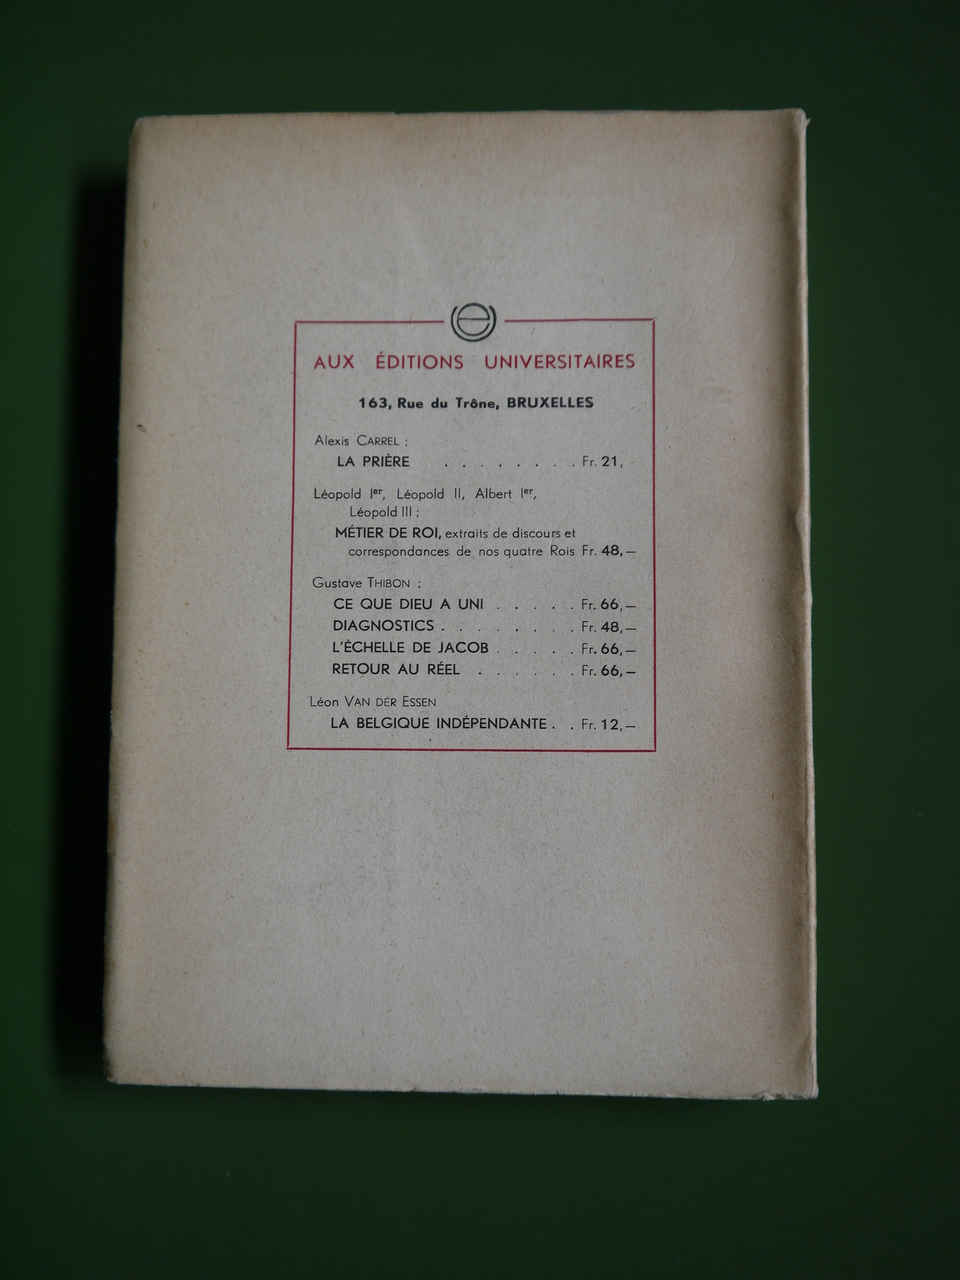 AUX ÉDITIONS UNIVERSITAIRES
163, Rue du Trône, BRUXELLES
Alexis CARREL :
LA PRIÈRE . . . . . . . . Fr. 21,
Léopold Ier, Léopold II, Albert Ier,
Léopold III :
MÉTIER DE ROI, extraits de discours et
correspondances de nos quatre Rois Fr. 48,—
Gustave THIBON :
CE QUE DIEU A UNI . . . . . Fr. 66,—
DIAGNOSTICS . . . . . . . . Fr. 48,—
L'ÉCHELLE DE JACOB . . . . . Fr. 66,—
RETOUR AU RÉEL . . . . . . Fr. 66,—
Léon VAN DER ESSEN
LA BELGIQUE INDÉPENDANTE . . Fr. 12,—